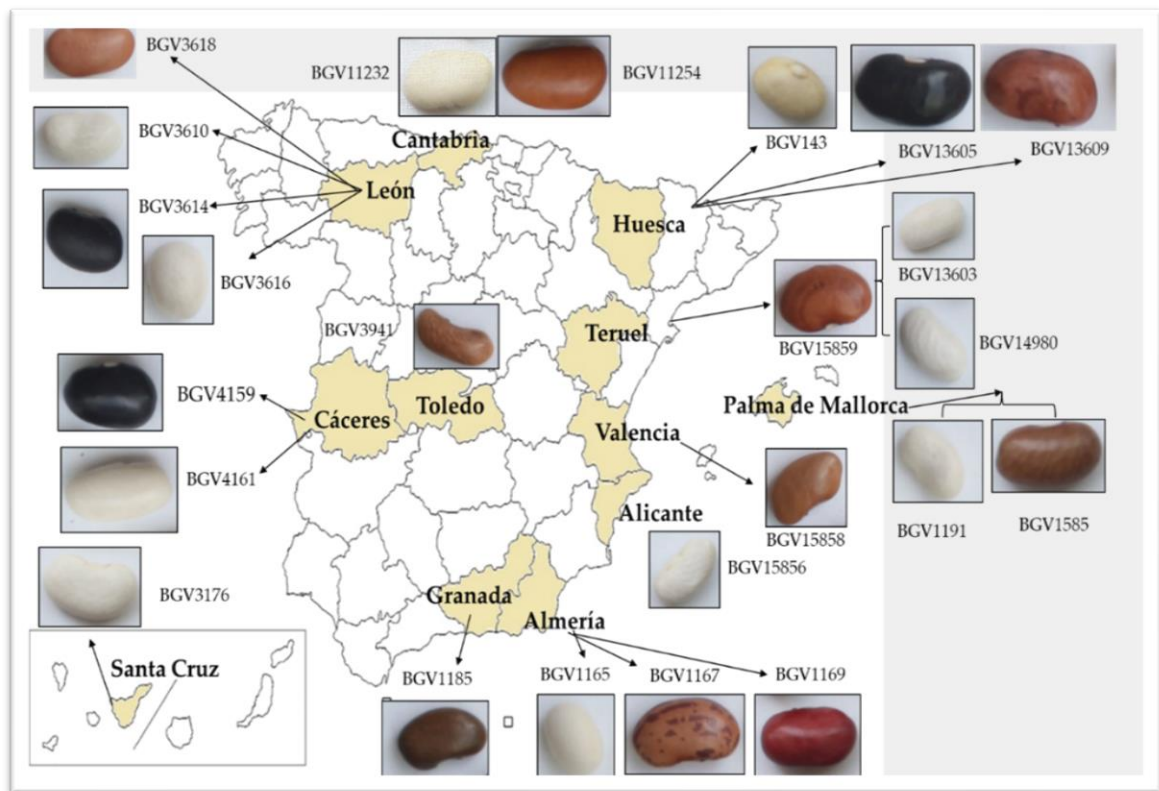 BGV3618
BGV11232
BGV11254
BGV3610
BGV143
BGV13605
BGV13609
Cantabria
León
BGV3614
Huesca
BGV3616
BGV13603
BGV3941
Teruel
BGV15859
BGV14980
BGV4159
Cáceres
Toledo
Palma de Mallorca
Valencia
BGV4161
Alicante
BGV15858
BGV1191
BGV1585
BGV15856
BGV3176
Granada
Almería
Santa Cruz
BGV1185
BGV1165
BGV1167
BGV1169